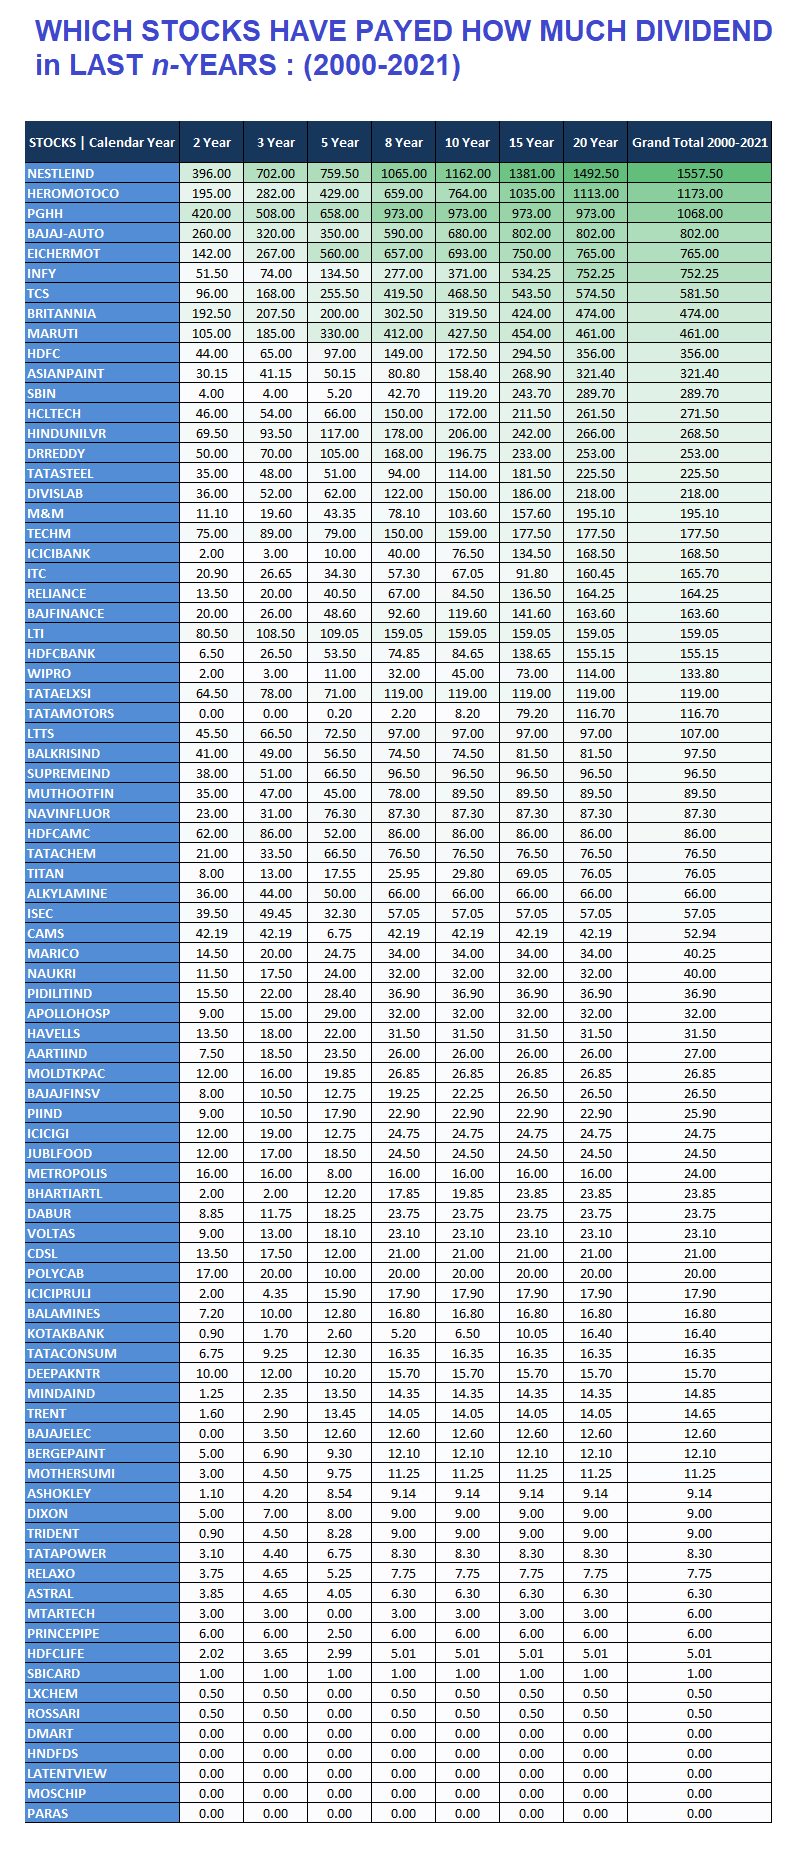 WHICH STOCKS HAVE PAYED HOW MUCH DIVIDEND
in LAST n-YEARS : (2000-2021)
STOCKS | Calendar Year 2 Year 3 Year 5 Year 8 Year 10 Year 15 Year 20 Year Grand Total 2000-2021
NESTLEIND 396.00 702.00 759.50 1065.00 1162.00 1381.00 1492.50 1557.50
HEROMOTOCO 195.00 282.00 429.00 659.00 764.00 1035.00 1113.00 1173.00
PGHH 420.00 508.00 658.00 973.00 973.00 973.00 973.00 1068.00
BAJAJ-AUTO 260.00 320.00 350.00 590.00 680.00 802.00 802.00 802.00
EICHERMOT 142.00 267.00 560.00 657.00 693.00 750.00 765.00 765.00
INFY 51.50 74.00 134.50 277.00 371.00 534.25 752.25 752.25
TCS 96.00 168.00 255.50 419.50 468.50 543.50 574.50 581.50
BRITANNIA 192.50 207.50 200.00 302.50 319.50 424.00 474.00 474.00
MARUTI 105.00 185.00 330.00 412.00 427.50 454.00 461.00 461.00
HDFC 44.00 65.00 97.00 149.00 172.50 294.50 356.00 356.00
ASIANPAINT 30.15 41.15 50.15 80.80 158.40 268.90 321.40 321.40
SBIN 4.00 4.00 5.20 42.70 119.20 243.70 289.70 289.70
HCLTECH 46.00 54.00 66.00 150.00 172.00 211.50 261.50 271.50
HINDUNILVR 69.50 93.50 117.00 178.00 206.00 242.00 266.00 268.50
DRREDDY 50.00 70.00 105.00 168.00 196.75 233.00 253.00 253.00
TATASTEEL 35.00 48.00 51.00 94.00 114.00 181.50 225.50 225.50
DIVISLAB 36.00 52.00 62.00 122.00 150.00 186.00 218.00 218.00
M&M 11.10 19.60 43.35 78.10 103.60 157.60 195.10 195.10
TECHM 75.00 89.00 79.00 150.00 159.00 177.50 177.50 177.50
ICICIBANK 2.00 3.00 10.00 40.00 76.50 134.50 168.50 168.50
ITC 20.90 26.65 34.30 57.30 67.05 91.80 160.45 165.70
RELIANCE 13.50 20.00 40.50 67.00 84.50 136.50 164.25 164.25
BAJFINANCE 20.00 26.00 48.60 92.60 119.60 141.60 163.60 163.60
LTI 80.50 108.50 109.05 159.05 159.05 159.05 159.05 159.05
HDFCBANK 6.50 26.50 53.50 74.85 84.65 138.65 155.15 155.15
WIPRO 2.00 3.00 11.00 32.00 45.00 73.00 114.00 133.80
TATAELXSI 64.50 78.00 71.00 119.00 119.00 119.00 119.00 119.00
TATAMOTORS 0.00 0.00 0.20 2.20 8.20 79.20 116.70 116.70
LTTS 45.50 66.50 72.50 97.00 97.00 97.00 97.00 107.00
BALKRISIND 41.00 49.00 56.50 74.50 74.50 81.50 81.50 97.50
SUPREMEIND 38.00 51.00 66.50 96.50 96.50 96.50 96.50 96.50
MUTHOOTFIN 35.00 47.00 45.00 78.00 89.50 89.50 89.50 89.50
NAVINFLUOR 23.00 31.00 76.30 87.30 87.30 87.30 87.30 87.30
HDFCAMC 62.00 86.00 52.00 86.00 86.00 86.00 86.00 86.00
TATACHEM 21.00 33.50 66.50 76.50 76.50 76.50 76.50 76.50
TITAN 8.00 13.00 17.55 25.95 29.80 69.05 76.05 76.05
ALKYLAMINE 36.00 44.00 50.00 66.00 66.00 66.00 66.00 66.00
ISEC 39.50 49.45 32.30 57.05 57.05 57.05 57.05 57.05
CAMS 42.19 42.19 6.75 42.19 42.19 42.19 42.19 52.94
MARICO 14.50 20.00 24.75 34.00 34.00 34.00 34.00 40.25
NAUKRI 11.50 17.50 24.00 32.00 32.00 32.00 32.00 40.00
PIDILITIND 15.50 22.00 28.40 36.90 36.90 36.90 36.90 36.90
APOLLOHOSP 9.00 15.00 29.00 32.00 32.00 32.00 32.00 32.00
HAVELLS 13.50 18.00 22.00 31.50 31.50 31.50 31.50 31.50
AARTIIND 7.50 18.50 23.50 26.00 26.00 26.00 26.00 27.00
MOLDTKPAC 12.00 16.00 19.85 26.85 26.85 26.85 26.85 26.85
BAJAJFINSV 8.00 10.50 12.75 19.25 22.25 26.50 26.50 26.50
PIIND 9.00 10.50 17.90 22.90 22.90 22.90 22.90 25.90
ICICIGI 12.00 19.00 12.75 24.75 24.75 24.75 24.75 24.75
JUBLFOOD 12.00 17.00 18.50 24.50 24.50 24.50 24.50 24.50
METROPOLIS 16.00 16.00 8.00 16.00 16.00 16.00 16.00 24.00
BHARTIARTL 2.00 2.00 12.20 17.85 19.85 23.85 23.85 23.85
DABUR 8.85 11.75 18.25 23.75 23.75 23.75 23.75 23.75
VOLTAS 9.00 13.00 18.10 23.10 23.10 23.10 23.10 23.10
CDSL 13.50 17.50 12.00 21.00 21.00 21.00 21.00 21.00
POLYCAB 17.00 20.00 10.00 20.00 20.00 20.00 20.00 20.00
ICICIPRULI 2.00 4.35 15.90 17.90 17.90 17.90 17.90 17.90
BALAMINES 7.20 10.00 12.80 16.80 16.80 16.80 16.80 16.80
KOTAKBANK 0.90 1.70 2.60 5.20 6.50 10.05 16.40 16.40
TATACONSUM 6.75 9.25 12.30 16.35 16.35 16.35 16.35 16.35
DEEPAKNTR 10.00 12.00 10.20 15.70 15.70 15.70 15.70 15.70
MINDAIND 1.25 2.35 13.50 14.35 14.35 14.35 14.35 14.85
TRENT 1.60 2.90 13.45 14.05 14.05 14.05 14.05 14.65
BAJAJELEC 0.00 3.50 12.60 12.60 12.60 12.60 12.60 12.60
BERGEPAINT 5.00 6.90 9.30 12.10 12.10 12.10 12.10 12.10
MOTHERSUMI 3.00 4.50 9.75 11.25 11.25 11.25 11.25 11.25
ASHOKLEY 1.10 4.20 8.54 9.14 9.14 9.14 9.14 9.14
DIXON 5.00 7.00 8.00 9.00 9.00 9.00 9.00 9.00
TRIDENT 0.90 4.50 8.28 9.00 9.00 9.00 9.00 9.00
TATAPOWER 3.10 4.40 6.75 8.30 8.30 8.30 8.30 8.30
RELAXO 3.75 4.65 5.25 7.75 7.75 7.75 7.75 7.75
ASTRAL 3.85 4.65 4.05 6.30 6.30 6.30 6.30 6.30
MTARTECH 3.00 3.00 0.00 3.00 3.00 3.00 3.00 6.00
PRINCEPIPE 6.00 6.00 2.50 6.00 6.00 6.00 6.00 6.00
HDFCLIFE 2.02 3.65 2.99 5.01 5.01 5.01 5.01 5.01
SBICARD 1.00 1.00 1.00 1.00 1.00 1.00 1.00 1.00
LXCHEM 0.50 0.50 0.00 0.50 0.50 0.50 0.50 0.50
ROSSARI 0.50 0.50 0.00 0.50 0.50 0.50 0.50 0.50
DMART 0.00 0.00 0.00 0.00 0.00 0.00 0.00 0.00
HNDFDS 0.00 0.00 0.00 0.00 0.00 0.00 0.00 0.00
LATENTVIEW 0.00 0.00 0.00 0.00 0.00 0.00 0.00 0.00
MOSCHIP 0.00 0.00 0.00 0.00 0.00 0.00 0.00 0.00
PARAS 0.00 0.00 0.00 0.00 0.00 0.00 0.00 0.00